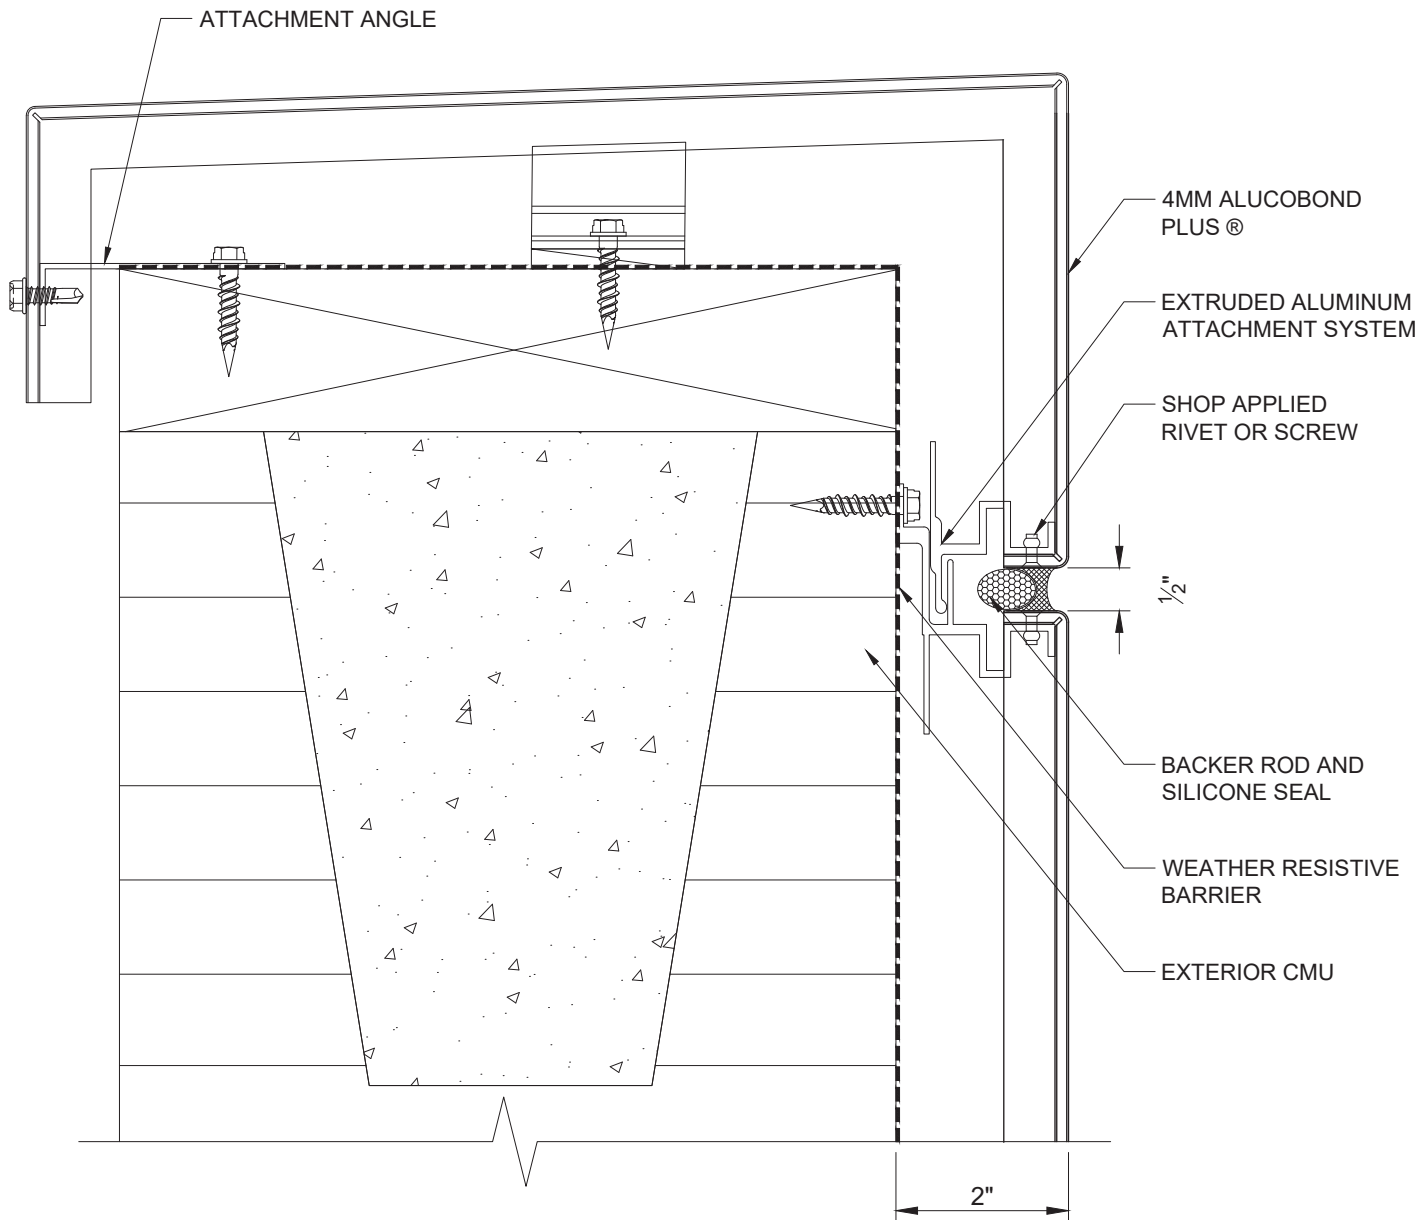 ATTACHMENT ANGLE
4MM ALUCOBOND
PLUS ®
EXTRUDED ALUMINUM
ATTACHMENT SYSTEM
SHOP APPLIED
RIVET OR SCREW
½"
BACKER ROD AND
SILICONE SEAL
WEATHER RESISTIVE
BARRIER
EXTERIOR CMU
2"